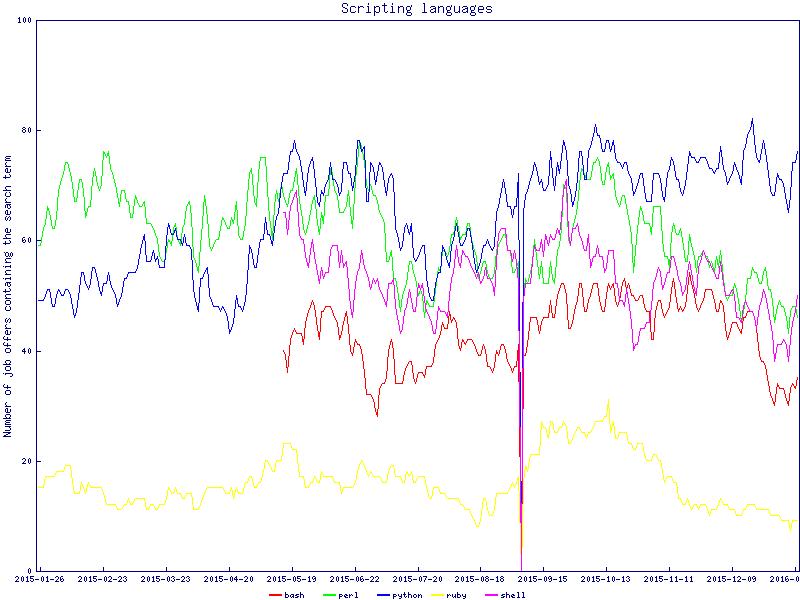 Scripting languages
Number of job offers containing the search term
100
80
60
40
20
0
2015-01-26 2015-02-23 2015-03-23 2015-04-20 2015-05-19 2015-06-22 2015-07-20 2015-08-18 2015-09-15 2015-10-13 2015-11-11 2015-12-09 2016-0
bash perl python ruby shell